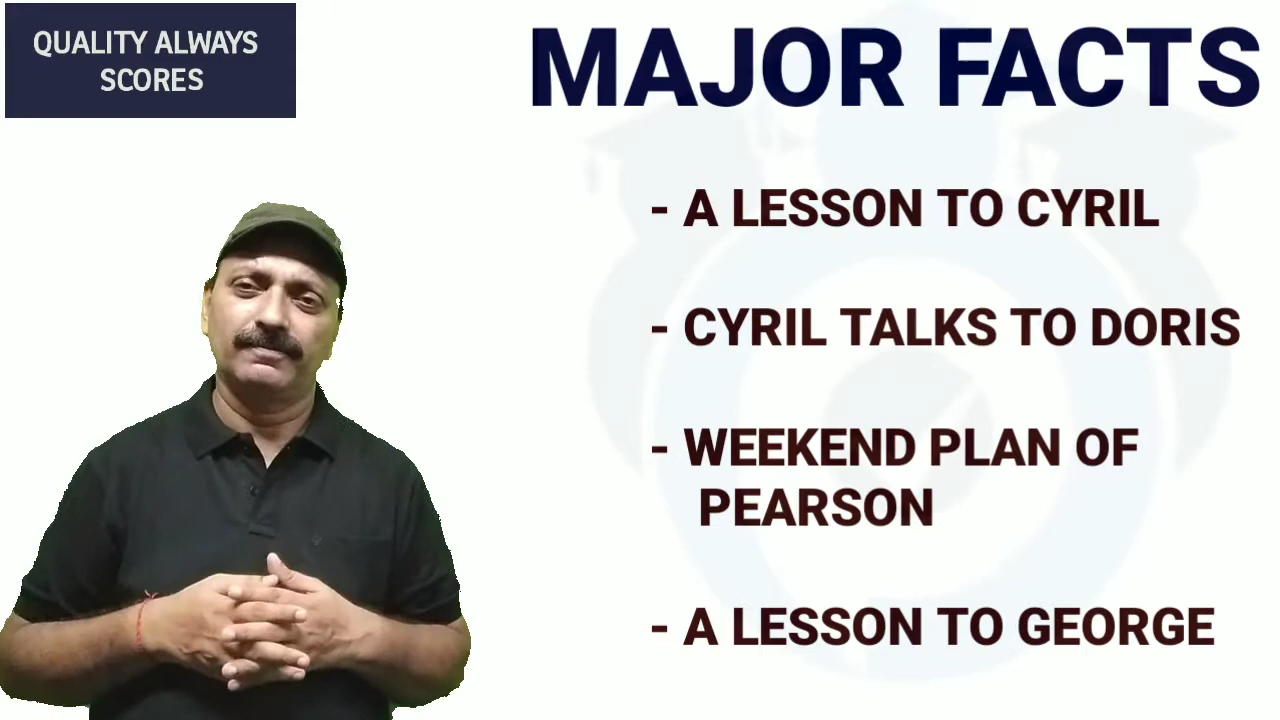 QUALITY ALWAYS
SCORES
MAJOR FACTS
- A LESSON TO CYRIL
- CYRIL TALKS TO DORIS
- WEEKEND PLAN OF
PEARSON
- A LESSON TO GEORGE